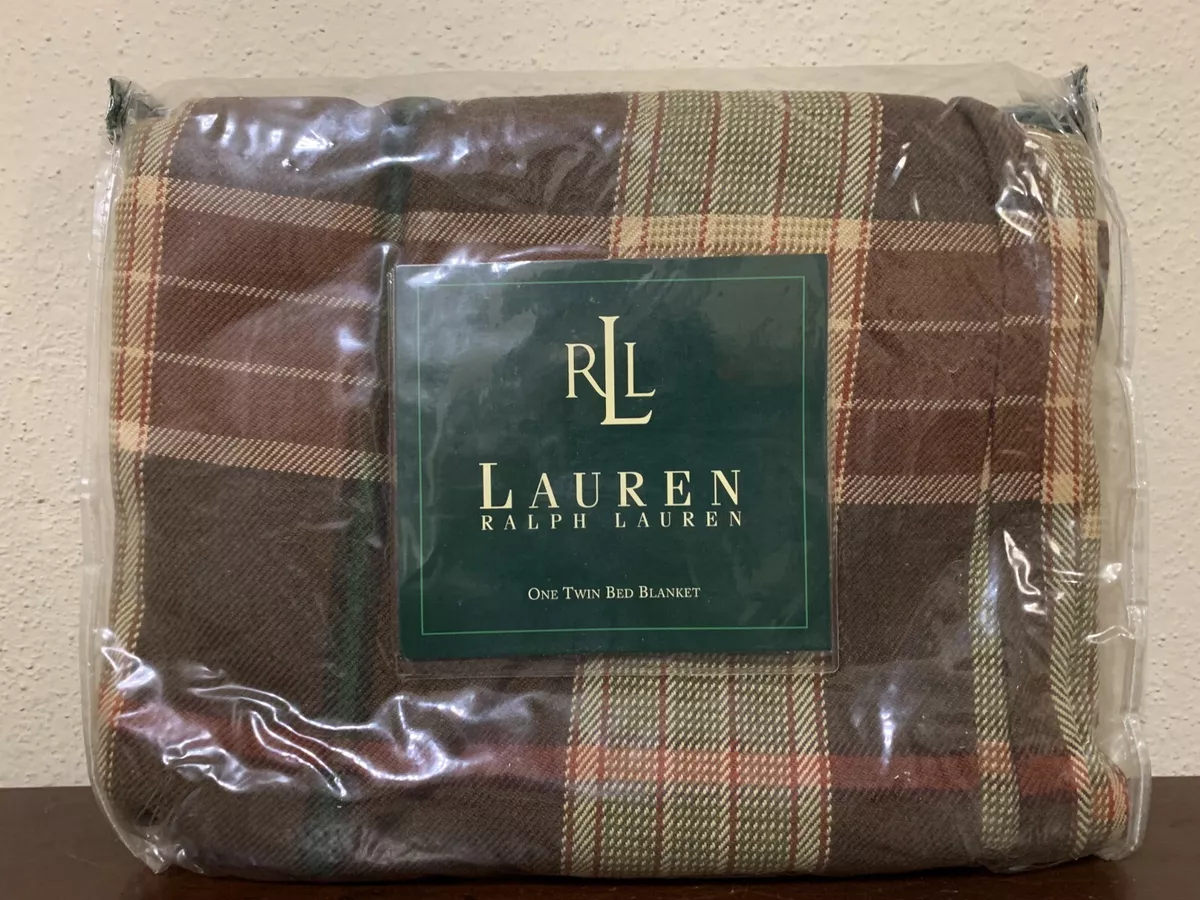 RLL
LAUREN
RALPH LAUREN
ONE TWIN BED BLANKET